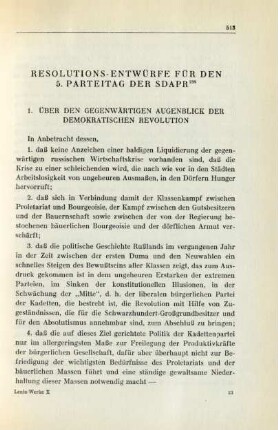 513
RESOLUTIONS-ENTWÜRFE FÜR DEN
5. PARTEITAG DER SDAPR
1. ÜBER DEN GEGENWÄRTIGEN AUGENBLICK DER
DEMOKRATISCHEN REVOLUTION
In Anbetracht dessen,
1. daß keine Anzeichen einer baldigen Liquidierung der gegen-
wärtigen russischen Wirtschaftskrise vorhanden sind, daß die
Krise zu einer schleichenden wird, die nach wie vor in den Städten
Arbeitslosigkeit von ungeheuren Ausmaßen, in den Dörfern Hunger
hervorruft;
2. daß sich in Verbindung damit der Klassenkampf zwischen
Proletariat und Bourgeoisie, der Kampf zwischen den Gutsbesitzern
und der Bauernschaft sowie zwischen der von der Regierung be-
stochenen bäuerlichen Bourgeoisie und der dörflichen Armut ver-
schärft;
3. daß die politische Geschichte Rußlands im vergangenen Jahr
in der Zeit zwischen der ersten Duma und den Neuwahlen ein
schnelles Steigen des Bewußtseins aller Klassen zeigt, das zum Aus-
druck gekommen ist in dem ungeheuren Erstarken der extremen
Parteien, im Sinken der konstitutionellen Illusionen, in der
Schwächung der „Mitte“, d. h. der liberalen bürgerlichen Partei
der Kadetten, die bestrebt ist, die Revolution mit Hilfe von Zu-
geständnissen, die für die Schwarzhundert-Großgrundbesitzer und
für den Absolutismus annehmbar sind, zum Abschluß zu bringen;
4. daß die auf dieses Ziel gerichtete Politik der Kadettenpartei
nur im allergeringsten Maße zur Freilegung der Produktivkräfte
der bürgerlichen Gesellschaft, dafür aber überhaupt nicht zur Be-
friedigung der wichtigsten Bedürfnisse des Proletariats und der
bäuerlichen Massen führt und eine ständige gewaltsame Nieder-
haltung dieser Massen notwendig macht —
Lenin Werke X
33